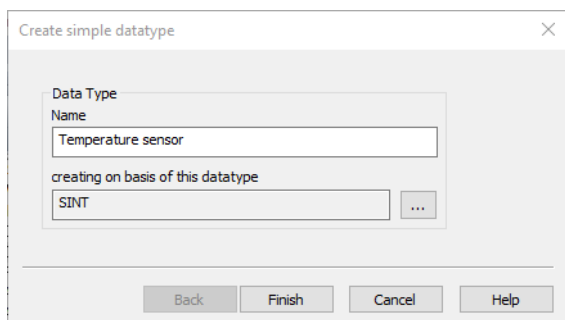 Create simple datatype
Data Type
Name
Temperature sensor
creating on basis of this datatype
SINT
...
Back Finish Cancel Help